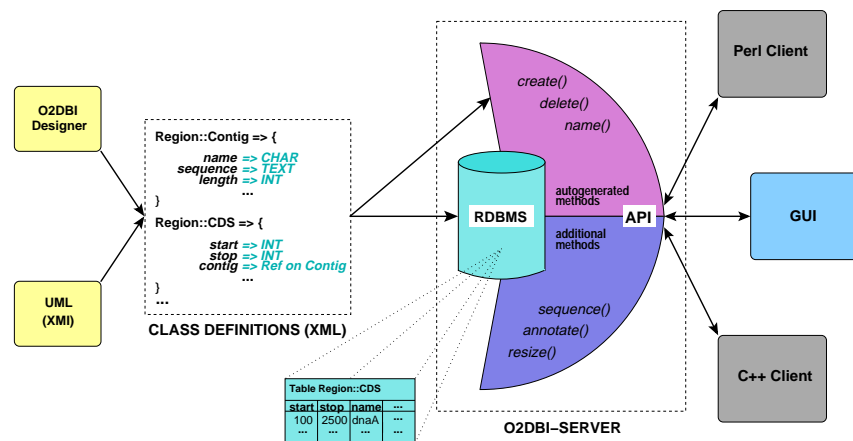 O2DBI
Designer
UML
(XMI)
Region::Contig => {
name => CHAR
sequence => TEXT
length => INT
...
}
Region::CDS => {
start => INT
stop => INT
contig => Ref on Contig
...
}
...
CLASS DEFINITIONS (XML)
create()
delete()
name()
autogenerated
methods
RDBMS
API
additional
methods
sequence()
annotate()
resize()
O2DBI−SERVER
Table Region::CDS
start stop name ...
100 2500 dnaA ...
... ... ... ...
Perl Client
GUI
C++ Client